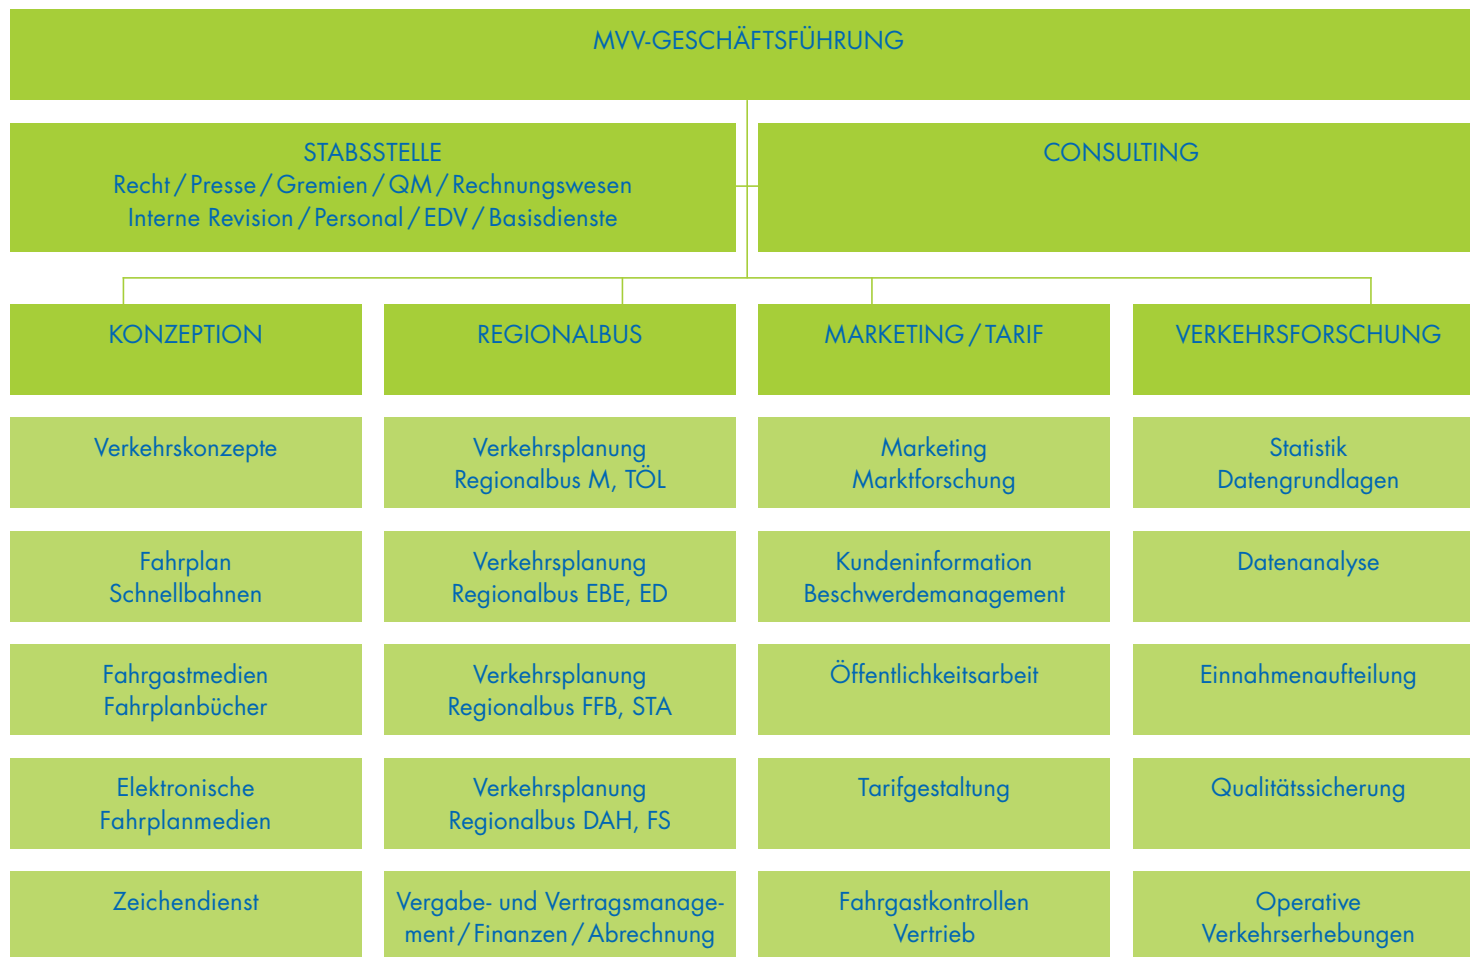 MVV-GESCHÄFTSFÜHRUNG
STABSSTELLE
Recht / Presse / Gremien / QM / Rechnungswesen
Interne Revision / Personal / EDV / Basisdienste
CONSULTING
KONZEPTION
REGIONALBUS
MARKETING / TARIF
VERKEHRSFORSCHUNG
Verkehrskonzepte
Verkehrsplanung
Regionalbus M, TÖL
Marketing
Marktforschung
Statistik
Datengrundlagen
Fahrplan
Schnellbahnen
Verkehrsplanung
Regionalbus EBE, ED
Kundeninformation
Beschwerdemanagement
Datenanalyse
Fahrgastmedien
Fahrplanbücher
Verkehrsplanung
Regionalbus FFB, STA
Öffentlichkeitsarbeit
Einnahmenaufteilung
Elektronische
Fahrplanmedien
Verkehrsplanung
Regionalbus DAH, FS
Tarifgestaltung
Qualitätssicherung
Zeichendienst
Vergabe- und Vertragsmanage-
ment / Finanzen / Abrechnung
Fahrgastkontrollen
Vertrieb
Operative
Verkehrserhebungen